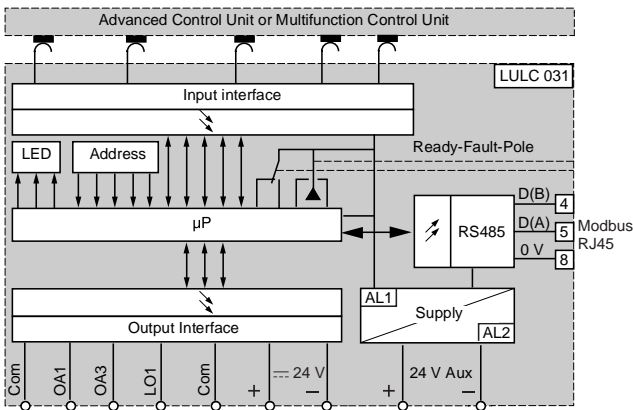 Advanced Control Unit or Multifunction Control Unit
LULC 031
Input interface
Ready-Fault-Pole
LED
Address
µP
RS485
D(B)
4
D(A)
5
0 V
8
Modbus
RJ45
AL1
Supply
AL2
Output Interface
Com
OA1
OA3
LO1
Com
+
24 V
–
+
24 V Aux
–